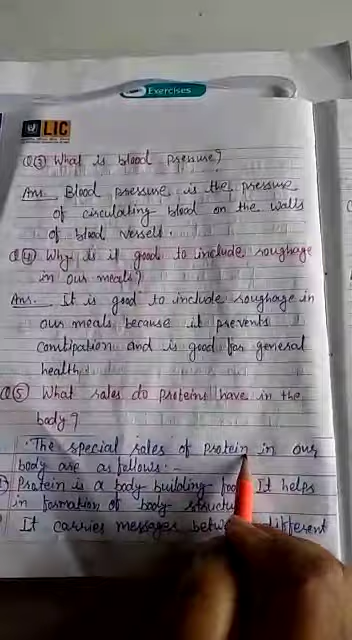 Exercises
LIC
Q③ What is blood pressure?
Ans. Blood pressure is the pressure
of circulating blood on the walls
of blood vessels.
Q④ Why is it good to include roughage
in our meals?
Ans. It is good to include roughage in
our meals because it prevents
constipation and is good for general
health.
Q⑤ What roles do proteins have in the
body?
The special roles of protein in our
body are as follows:-
Protein is a body building It helps
in formation of body
It carries messages different